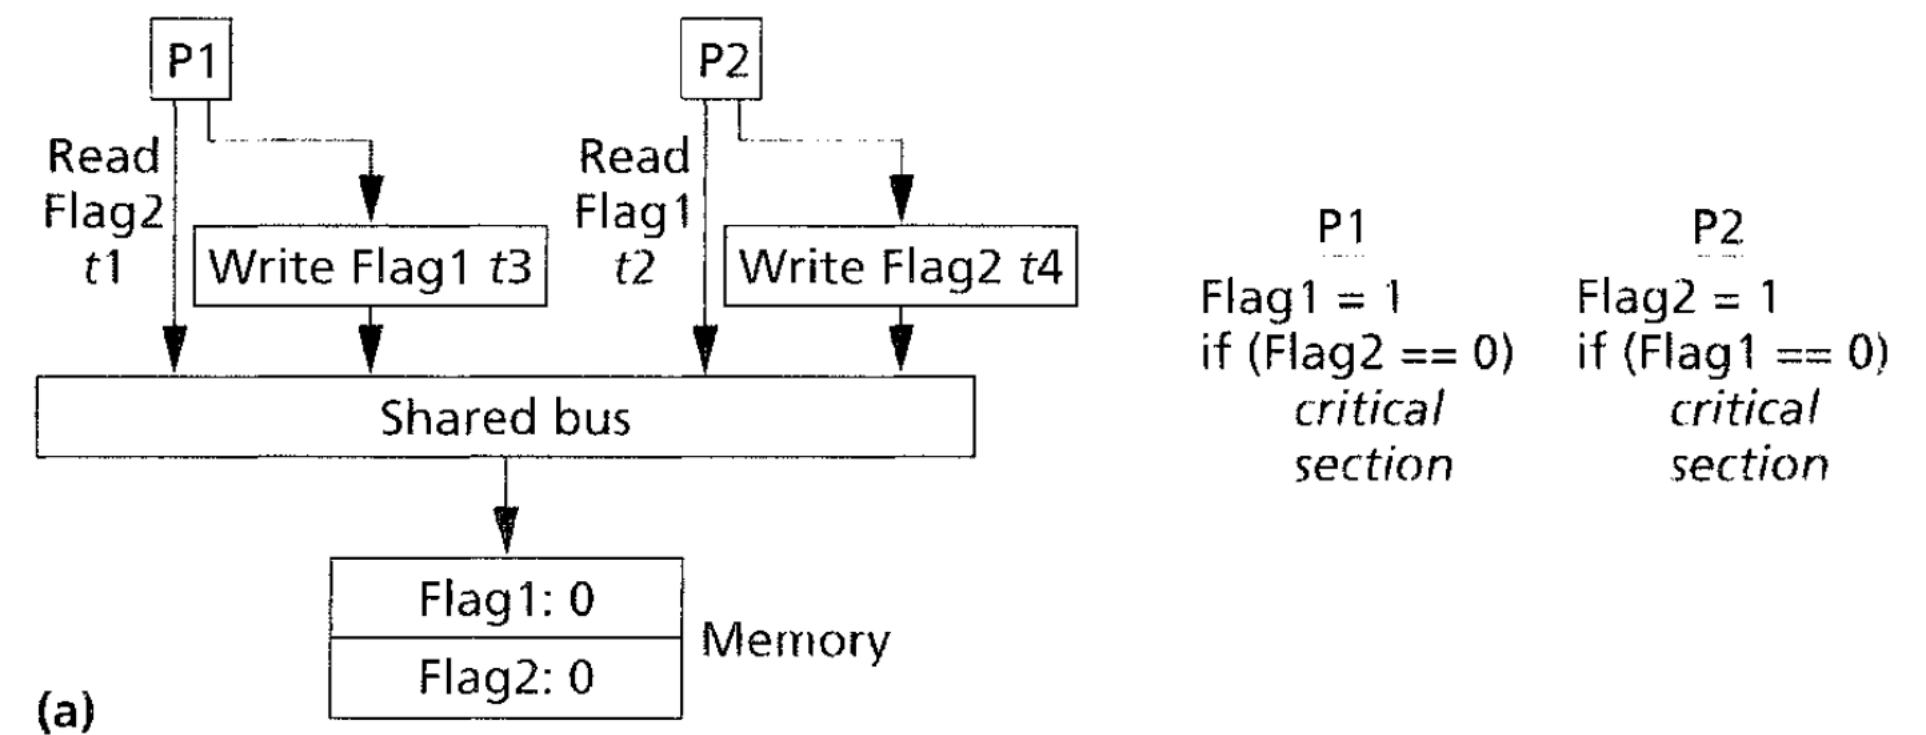 P1
P2
Read
Flag2
t1
Write Flag1 t3
Read
Flag1
t2
Write Flag2 t4
Shared bus
Flag1: 0
Flag2: 0
Memory
(a)
P1
Flag1 = 1
if (Flag2 == 0)
critical
section
P2
Flag2 = 1
if (Flag1 == 0)
critical
section